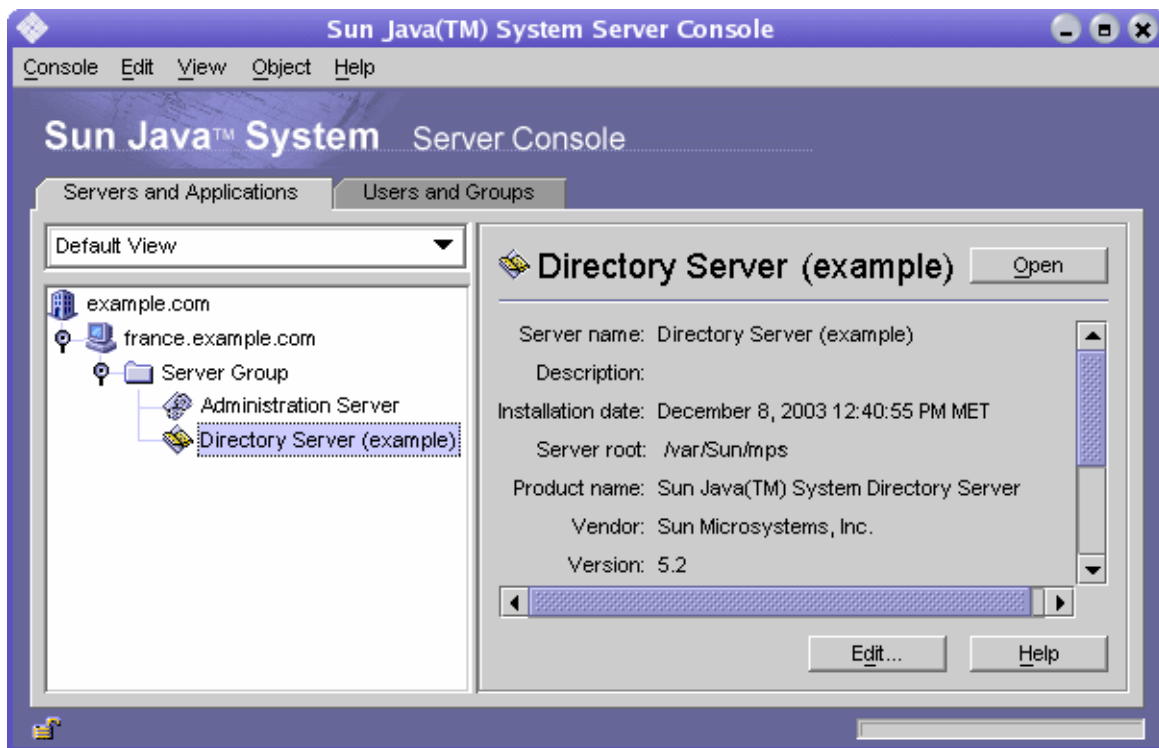 Sun Java(TM) System Server Console
Console Edit View Object Help
Sun Java™ System Server Console
Servers and Applications Users and Groups
Default View
example.com
france.example.com
Server Group
Administration Server
Directory Server (example)
Directory Server (example) Open
Server name: Directory Server (example)
Description:
Installation date: December 8, 2003 12:40:55 PM MET
Server root: /var/Sun/mps
Product name: Sun Java(TM) System Directory Server
Vendor: Sun Microsystems, Inc.
Version: 5.2
Edit... Help